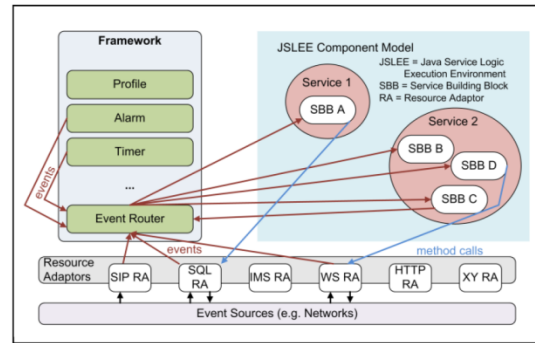 Framework
Profile
Alarm
Timer
...
Event Router
events
JSLEE Component Model
JSLEE = Java Service Logic
Execution Environment
SBB = Service Building Block
RA = Resource Adaptor
Service 1
SBB A
Service 2
SBB B
SBB D
SBB C
events
method calls
Resource
Adaptors
SIP RA
SQL
RA
IMS RA
WS RA
HTTP
RA
XY RA
Event Sources (e.g. Networks)